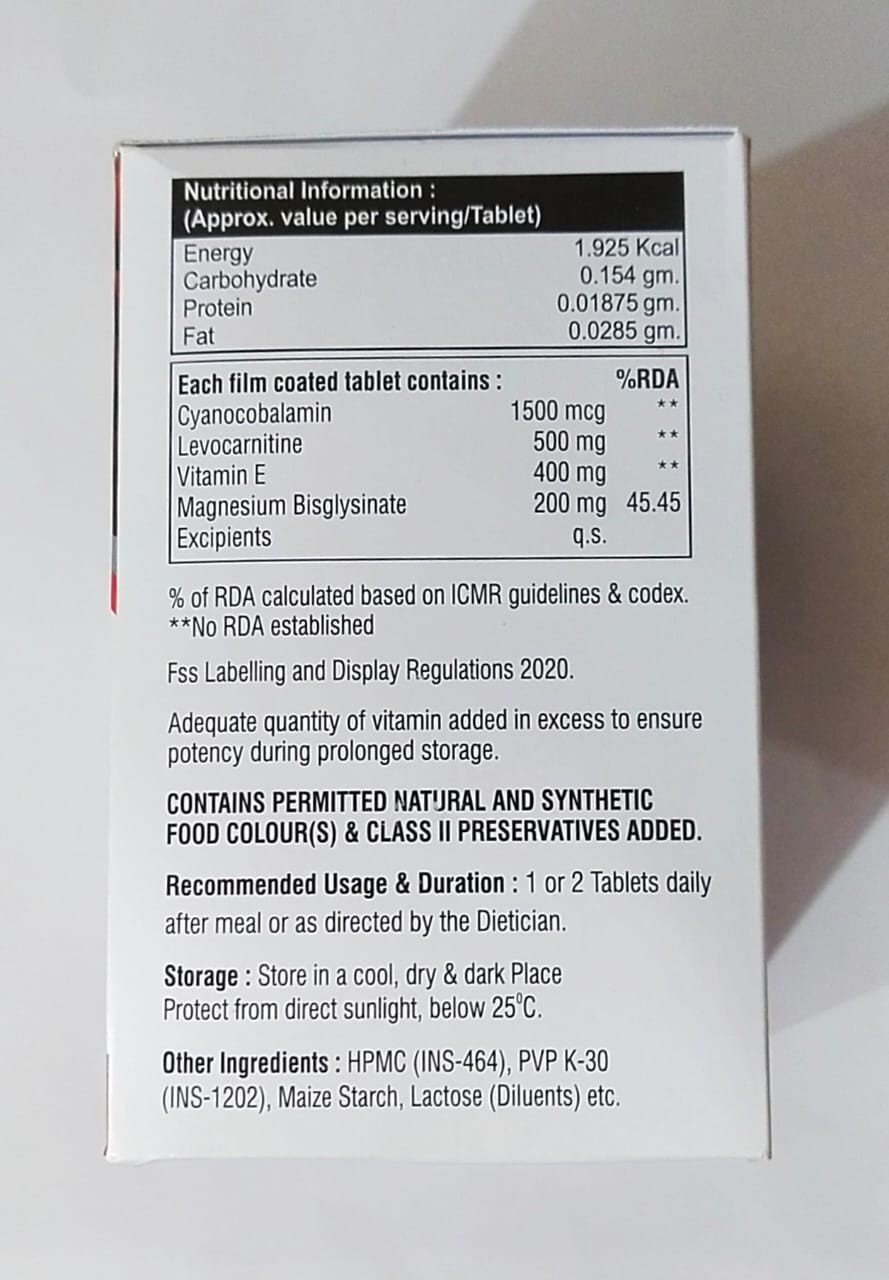 Nutritional Information :
(Approx. value per serving/Tablet)
Energy 1.925 Kcal
Carbohydrate 0.154 gm.
Protein 0.01875 gm.
Fat 0.0285 gm.
Each film coated tablet contains : %RDA
Cyanocobalamin 1500 mcg **
Levocarnitine 500 mg **
Vitamin E 400 mg **
Magnesium Bisglysinate 200 mg 45.45
Excipients q.s.
% of RDA calculated based on ICMR guidelines & codex.
**No RDA established
Fss Labelling and Display Regulations 2020.
Adequate quantity of vitamin added in excess to ensure
potency during prolonged storage.
CONTAINS PERMITTED NATURAL AND SYNTHETIC
FOOD COLOUR(S) & CLASS II PRESERVATIVES ADDED.
Recommended Usage & Duration : 1 or 2 Tablets daily
after meal or as directed by the Dietician.
Storage : Store in a cool, dry & dark Place
Protect from direct sunlight, below 25°C.
Other Ingredients : HPMC (INS-464), PVP K-30
(INS-1202), Maize Starch, Lactose (Diluents) etc.